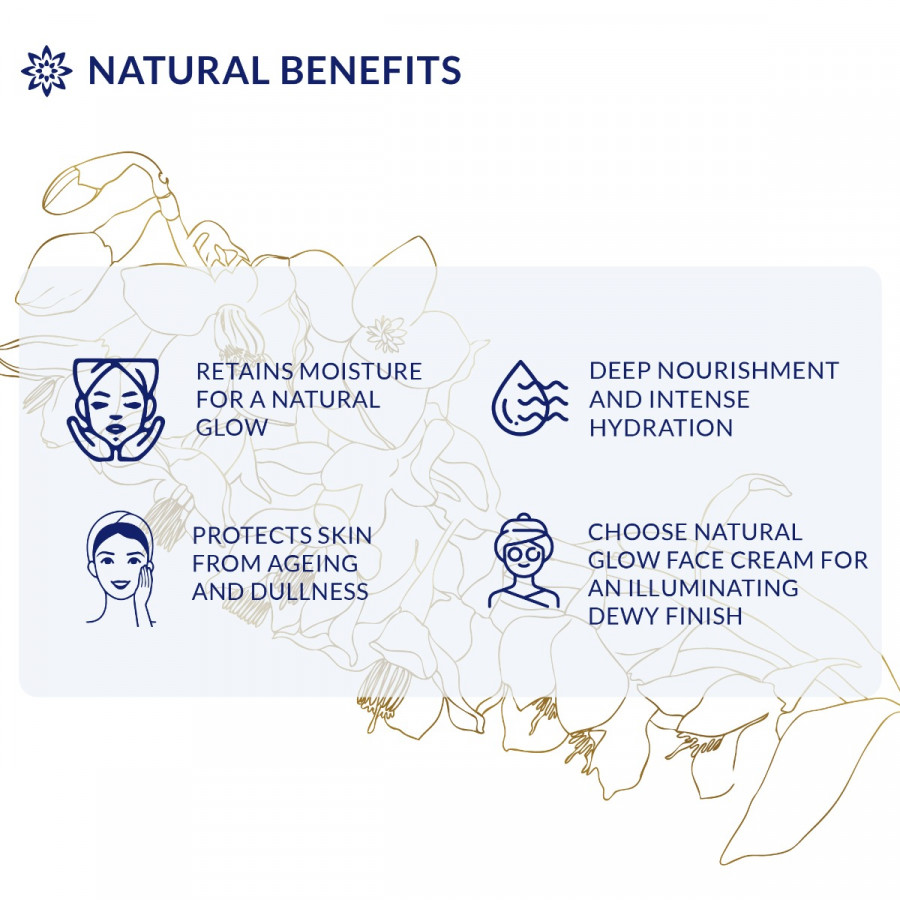 NATURAL BENEFITS
RETAINS MOISTURE
FOR A NATURAL
GLOW
DEEP NOURISHMENT
AND INTENSE
HYDRATION
PROTECTS SKIN
FROM AGEING
AND DULLNESS
CHOOSE NATURAL
GLOW FACE CREAM FOR
AN ILLUMINATING
DEWY FINISH